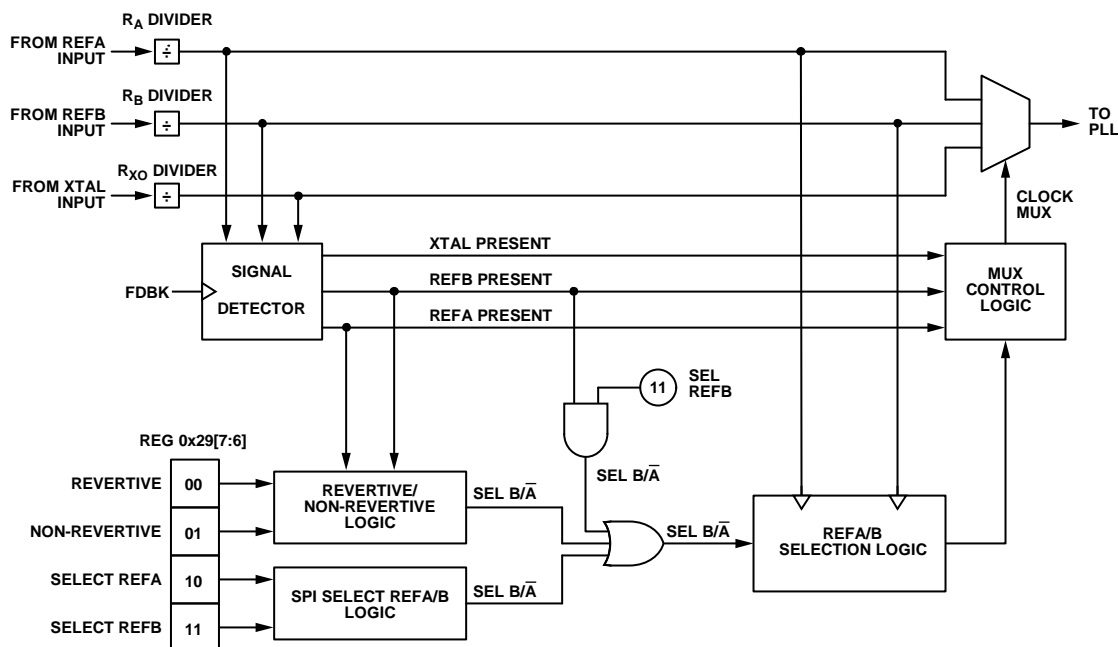 R_A DIVIDER
FROM REFA
INPUT
÷
R_B DIVIDER
FROM REFB
INPUT
÷
TO
PLL
R_XO DIVIDER
FROM XTAL
INPUT
÷
CLOCK
MUX
FDBK
SIGNAL
DETECTOR
XTAL PRESENT
REFB PRESENT
REFA PRESENT
MUX
CONTROL
LOGIC
11
SEL
REFB
SEL B/A̅
REG 0x29[7:6]
REVERTIVE
00
NON-REVERTIVE
01
SELECT REFA
10
SELECT REFB
11
REVERTIVE/
NON-REVERTIVE
LOGIC
SEL B/A̅
SPI SELECT REFA/B
LOGIC
SEL B/A̅
SEL B/A̅
REFA/B
SELECTION LOGIC